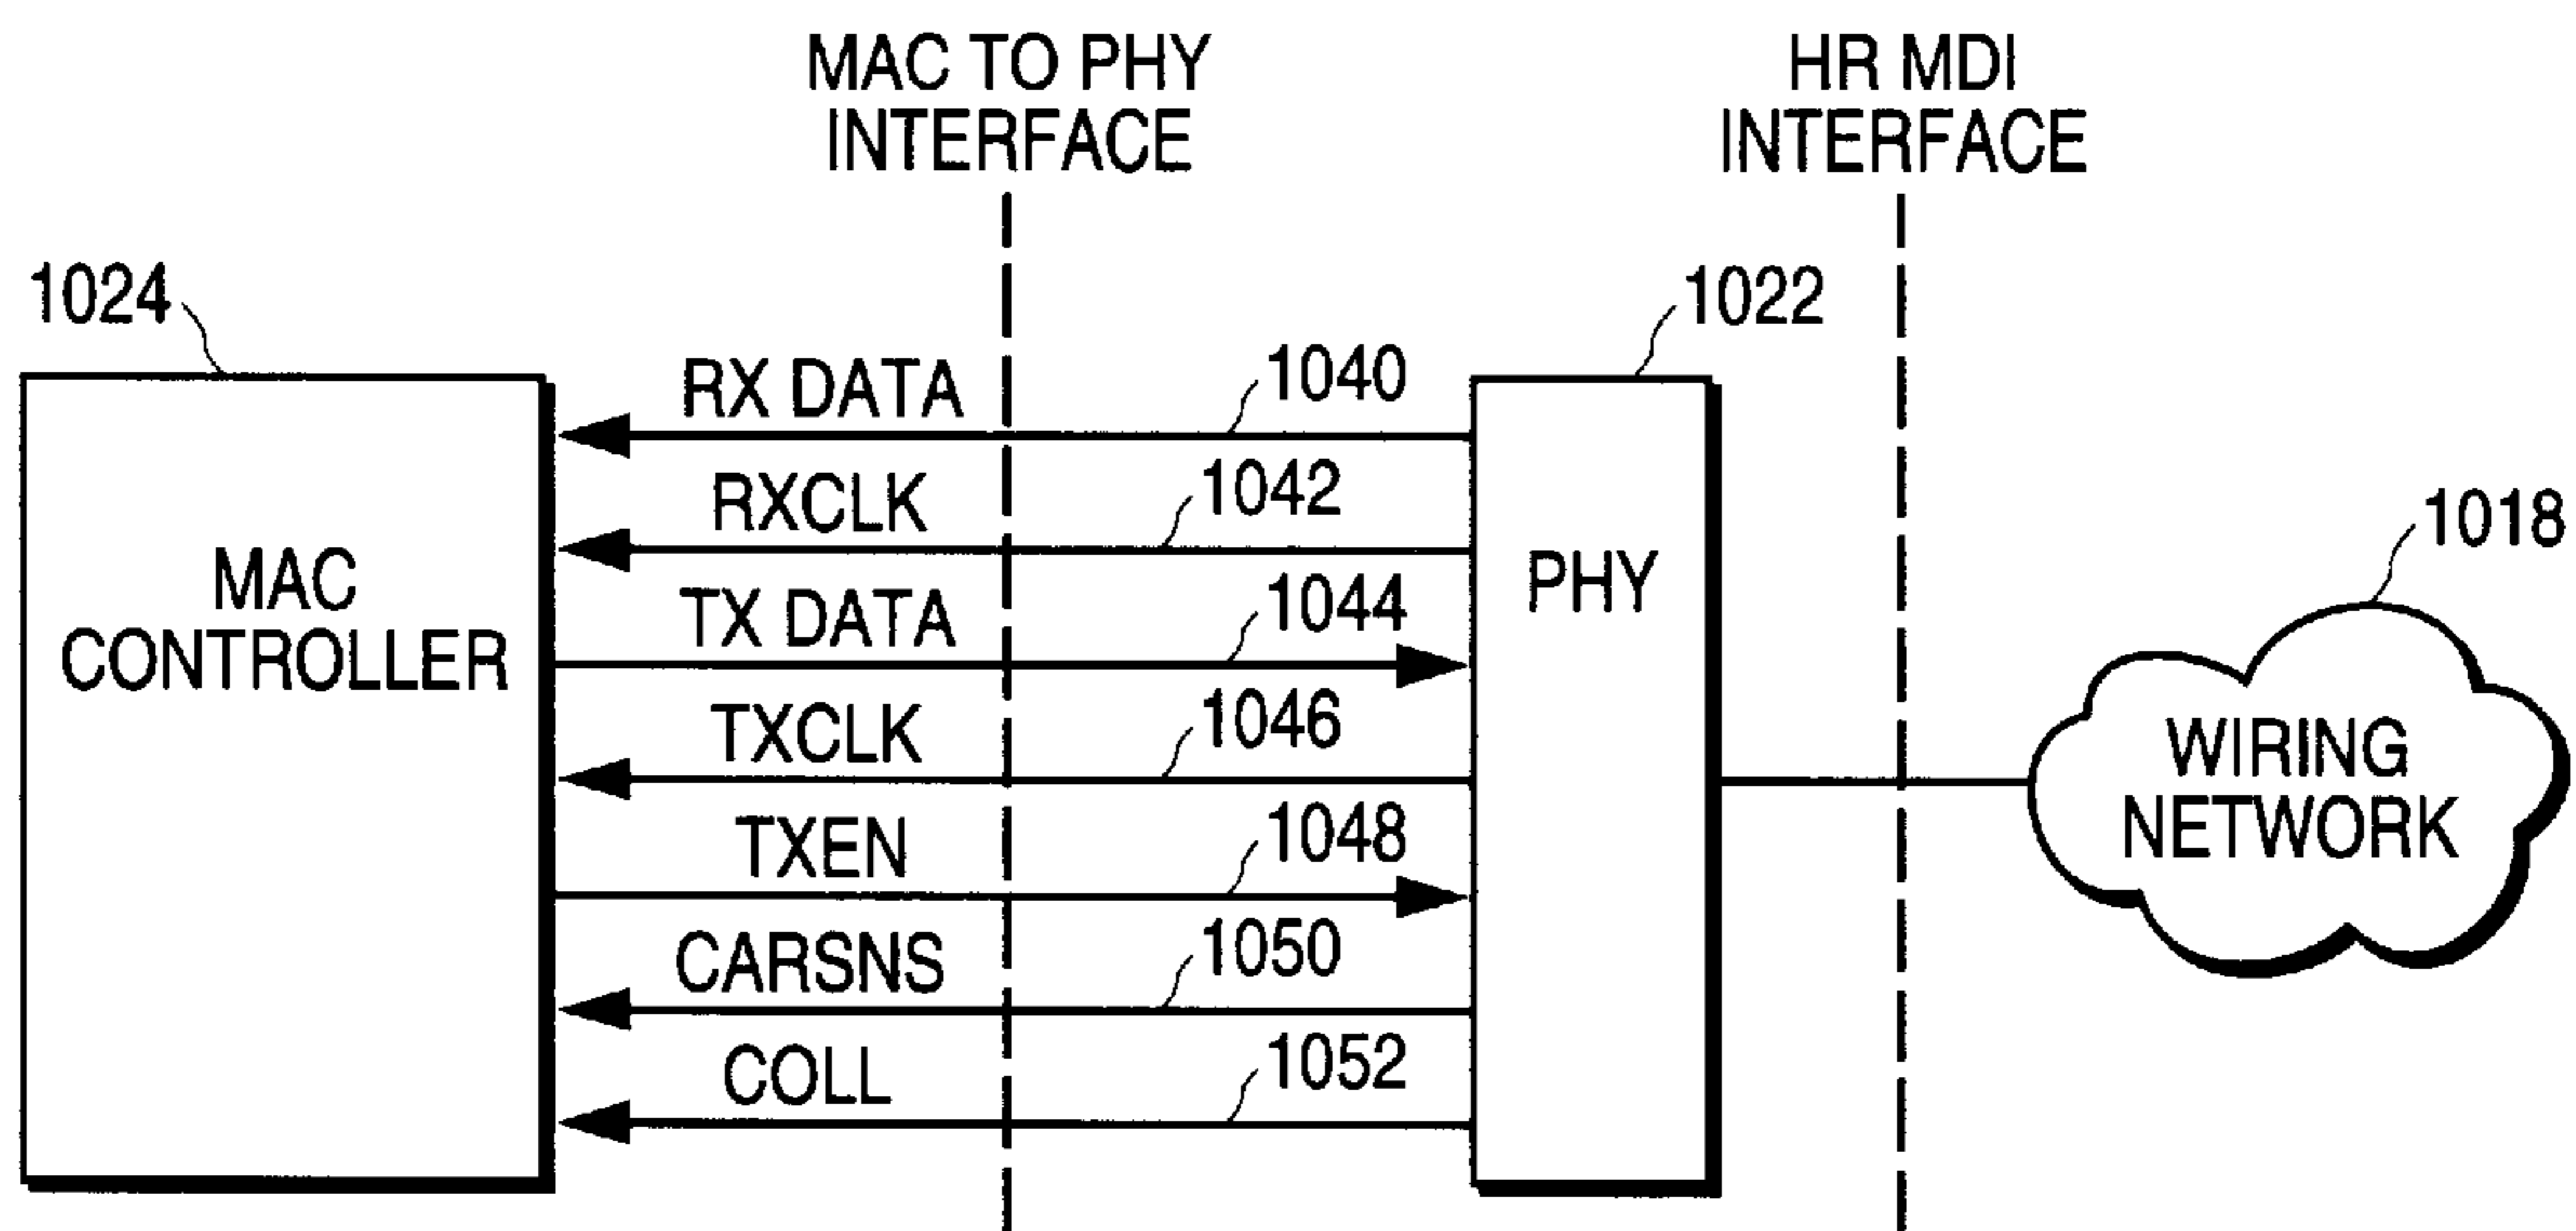 MAC TO PHY
INTERFACE
HR MDI
INTERFACE
1024
1022
RX DATA
1040
RXCLK
1042
1018
MAC
CONTROLLER
TX DATA
1044
PHY
TXCLK
1046
WIRING
NETWORK
TXEN
1048
CARSNS
1050
COLL
1052